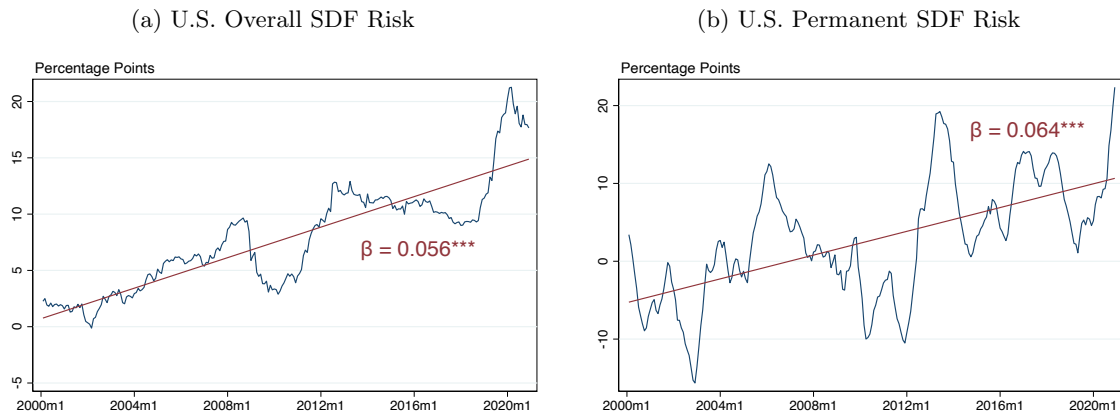 (a) U.S. Overall SDF Risk
Percentage Points
20
15
10
5
0
-5
β = 0.056***
2000m1 2004m1 2008m1 2012m1 2016m1 2020m1
(b) U.S. Permanent SDF Risk
Percentage Points
20
10
0
-10
β = 0.064***
2000m1 2004m1 2008m1 2012m1 2016m1 2020m1